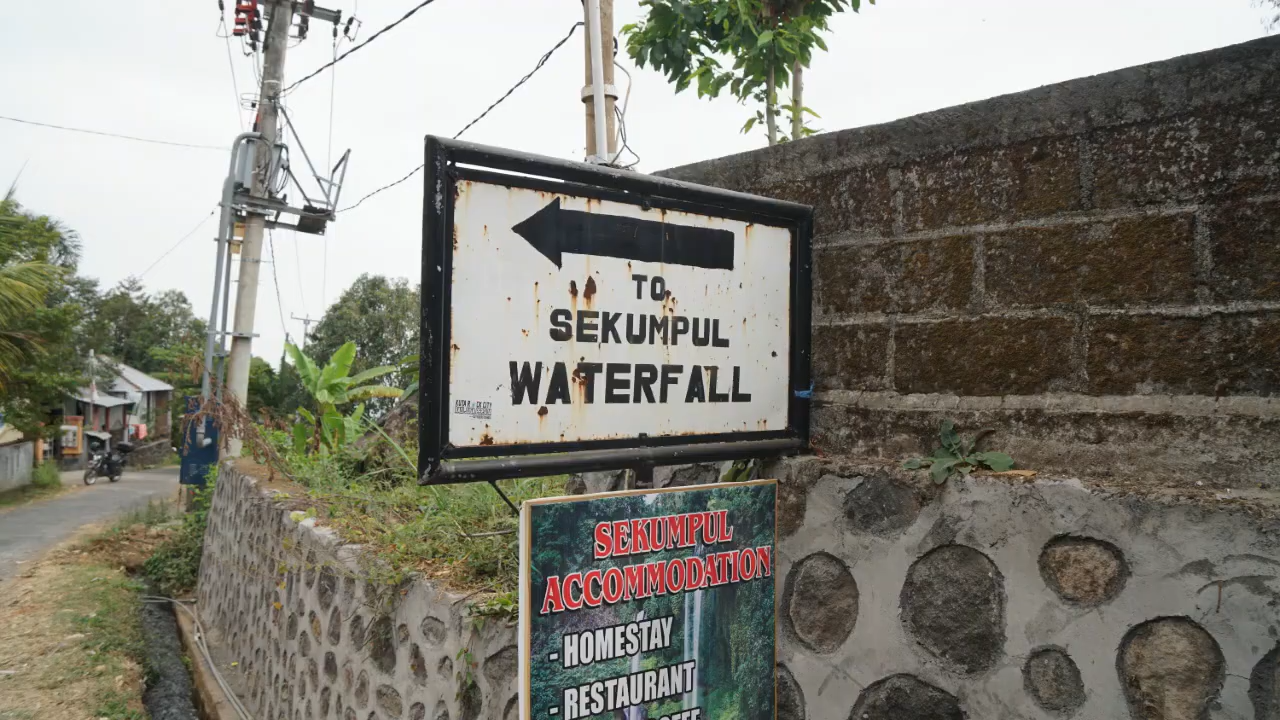 TO
SEKUMPUL
WATERFALL
SEKUMPUL
ACCOMMODATION
- HOMESTAY
- RESTAURANT